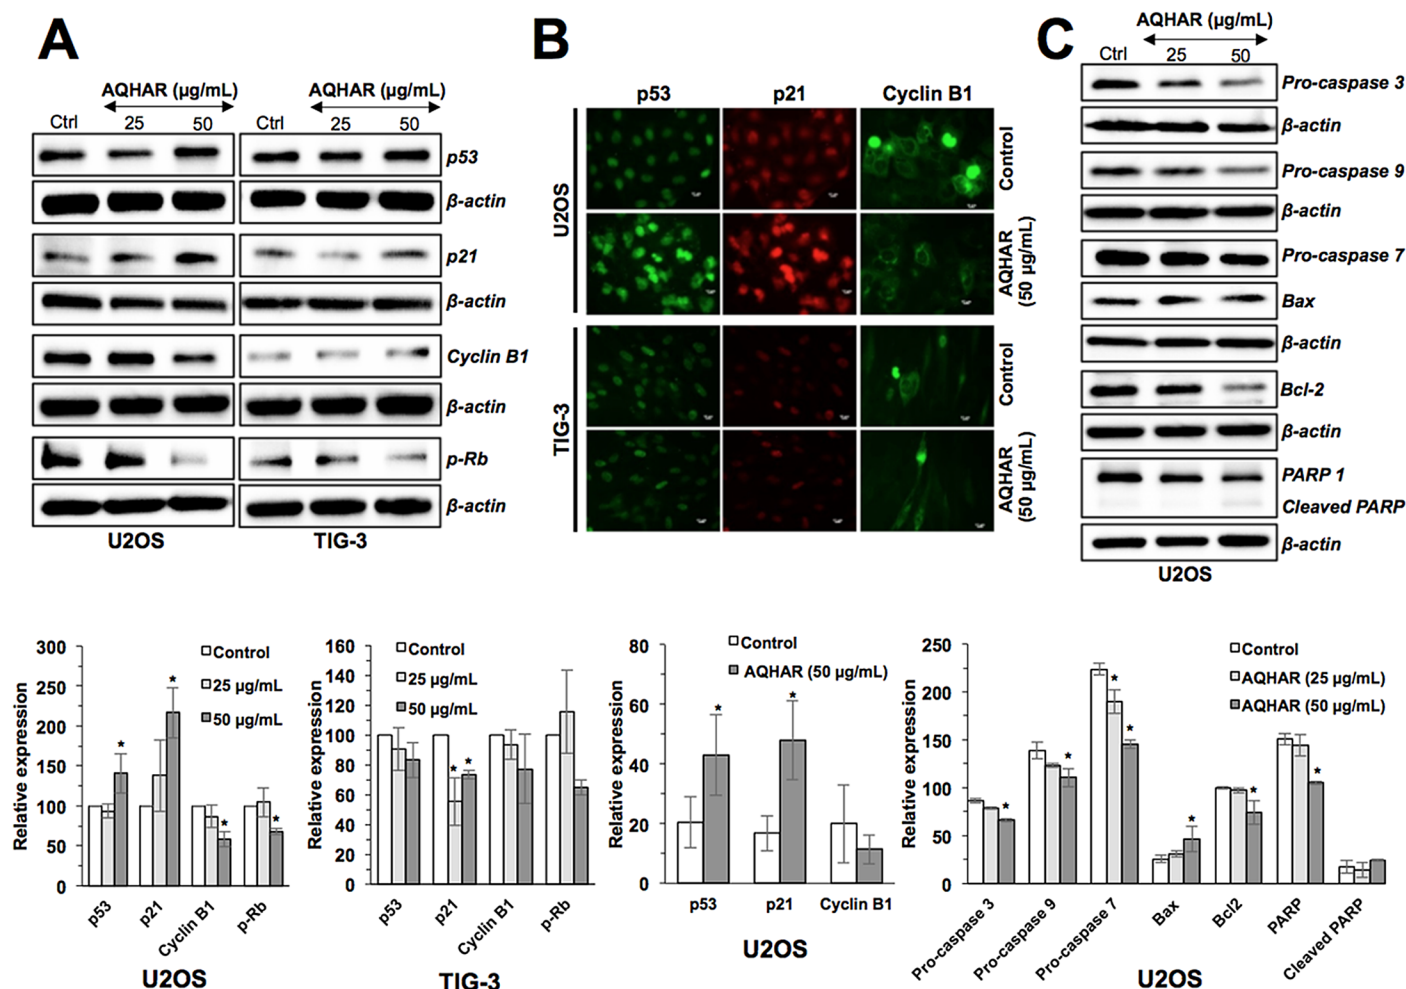 A
AQHAR (µg/mL)
AQHAR (µg/mL)
Ctrl 25 50 Ctrl 25 50
p53
β-actin
p21
β-actin
Cyclin B1
β-actin
p-Rb
β-actin
U2OS TIG-3
B
p53 p21 Cyclin B1
U2OS
Control
AQHAR
(50 µg/mL)
TIG-3
Control
AQHAR
(50 µg/mL)
C
AQHAR (µg/mL)
Ctrl 25 50
Pro-caspase 3
β-actin
Pro-caspase 9
β-actin
Pro-caspase 7
Bax
β-actin
Bcl-2
β-actin
PARP 1
Cleaved PARP
β-actin
U2OS
Relative expression
300
250
200
150
100
50
0
Control
25 µg/mL
50 µg/mL
* * * *
p53 p21 Cyclin B1 p-Rb
U2OS
Relative expression
160
140
120
100
80
60
40
20
0
Control
25 µg/mL
50 µg/mL
* *
p53 p21 Cyclin B1 p-Rb
TIG-3
Relative expression
80
60
40
20
0
Control
AQHAR (50 µg/mL)
* *
p53 p21 Cyclin B1
U2OS
Relative expression
250
200
150
100
50
0
Control
AQHAR (25 µg/mL)
AQHAR (50 µg/mL)
* * * * * * *
Pro-caspase 3 Pro-caspase 9 Pro-caspase 7 Bax Bcl2 PARP Cleaved PARP
U2OS